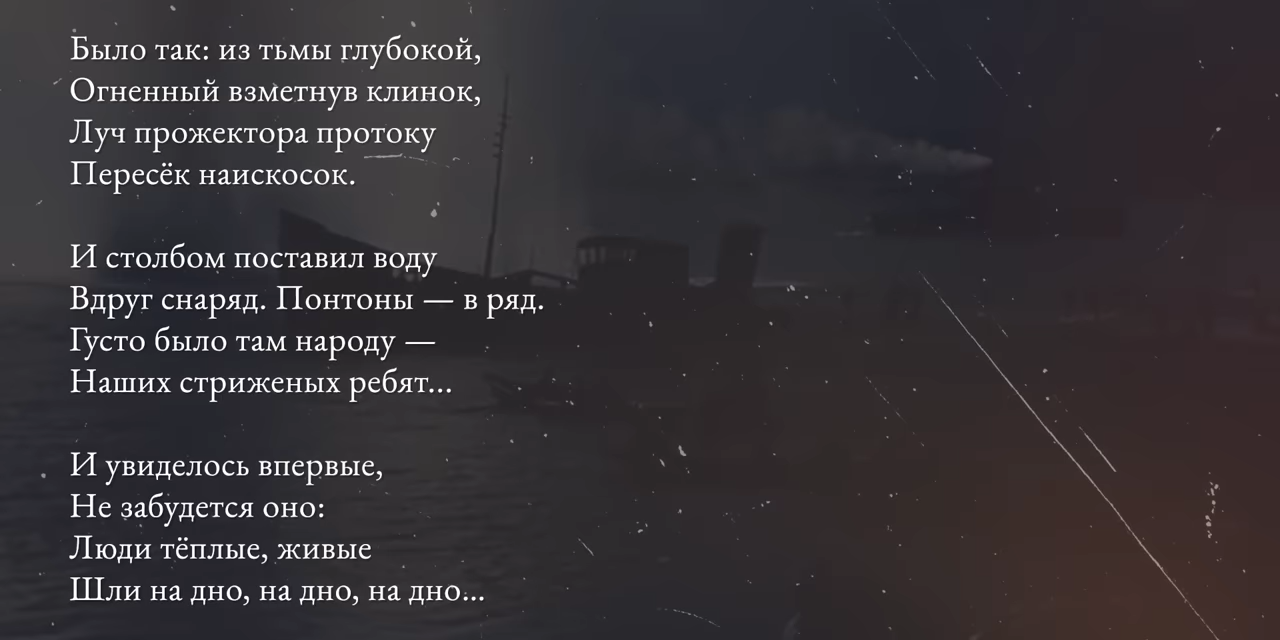 Было так: из тьмы глубокой,
Огненный взметнув клинок,
Луч прожектора протоку
Пересёк наискосок.
И столбом поставил воду
Вдруг снаряд. Понтоны — в ряд.
Густо было там народу —
Наших стриженых ребят...
И увиделось впервые,
Не забудется оно:
Люди тёплые, живые
Шли на дно, на дно, на дно...